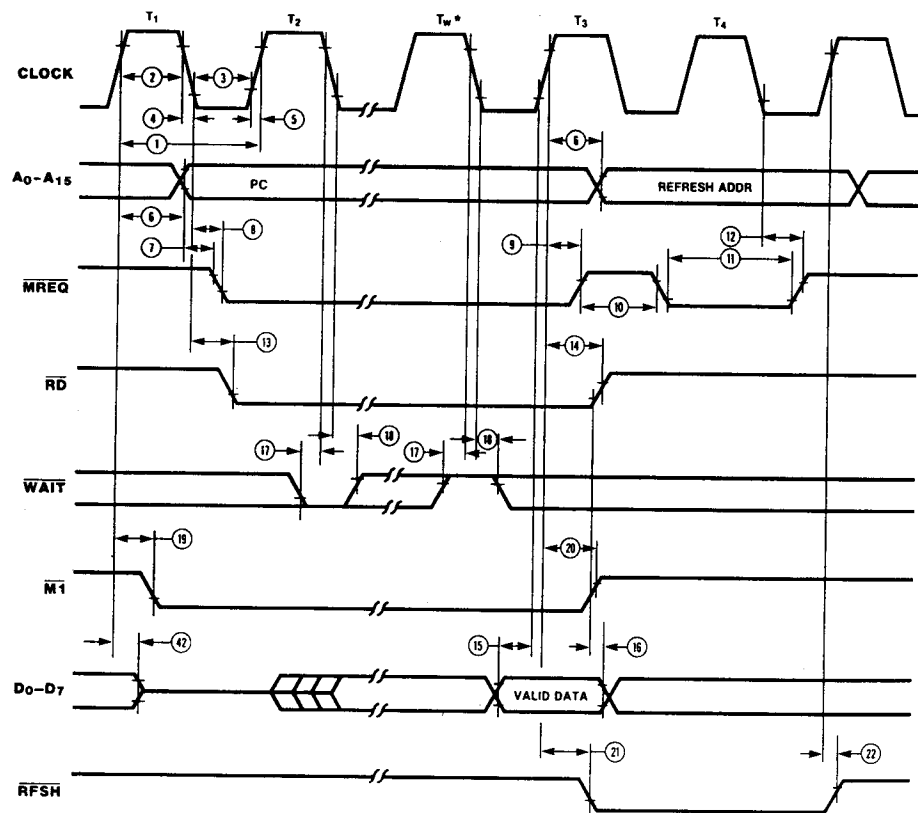 T1 T2 Tw* T3 T4
CLOCK
2 3
4 5
1 6
A0-A15 PC REFRESH ADDR
6 8
7 9 12
11
MREQ
10
13 14
RD
17 18 17 18
WAIT
19 20
M1
42 15 16
D0-D7 VALID DATA
21 22
RFSH